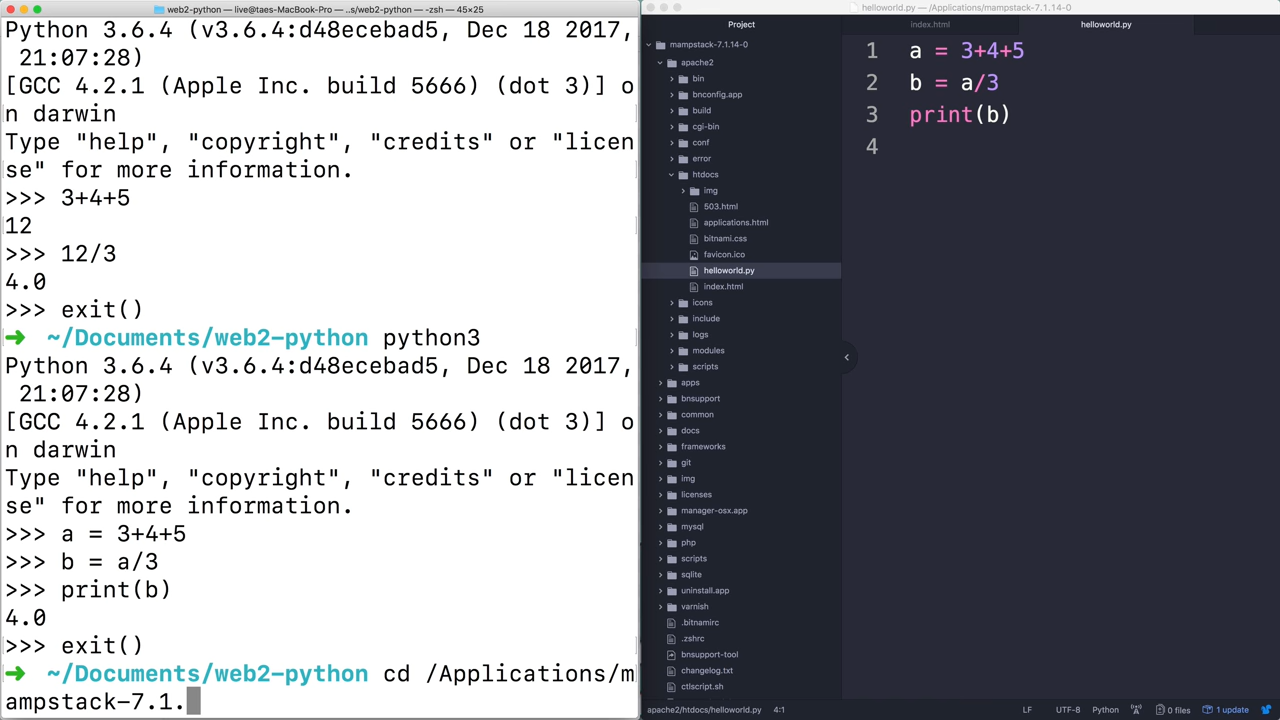 web2-python — live@taes-MacBook-Pro — ..s/web2-python — -zsh — 45×25
Python 3.6.4 (v3.6.4:d48ecebad5, Dec 18 2017,
21:07:28)
[GCC 4.2.1 (Apple Inc. build 5666) (dot 3)] o
n darwin
Type "help", "copyright", "credits" or "licen
se" for more information.
>>> 3+4+5
12
>>> 12/3
4.0
>>> exit()
➜ ~/Documents/web2-python python3
Python 3.6.4 (v3.6.4:d48ecebad5, Dec 18 2017,
21:07:28)
[GCC 4.2.1 (Apple Inc. build 5666) (dot 3)] o
n darwin
Type "help", "copyright", "credits" or "licen
se" for more information.
>>> a = 3+4+5
>>> b = a/3
>>> print(b)
4.0
>>> exit()
➜ ~/Documents/web2-python cd /Applications/m
ampstack-7.1.
helloworld.py — /Applications/mampstack-7.1.14-0
Project
mampstack-7.1.14-0
apache2
bin
bnconfig.app
build
cgi-bin
conf
error
htdocs
img
503.html
applications.html
bitnami.css
favicon.ico
helloworld.py
index.html
icons
include
logs
modules
scripts
apps
bnsupport
common
docs
frameworks
git
img
licenses
manager-osx.app
mysql
php
scripts
sqlite
uninstall.app
varnish
.bitnamirc
.zshrc
bnsupport-tool
changelog.txt
ctlscript.sh
index.html
helloworld.py
1 a = 3+4+5
2 b = a/3
3 print(b)
4
apache2/htdocs/helloworld.py 4:1
LF UTF-8 Python 0 files 1 update